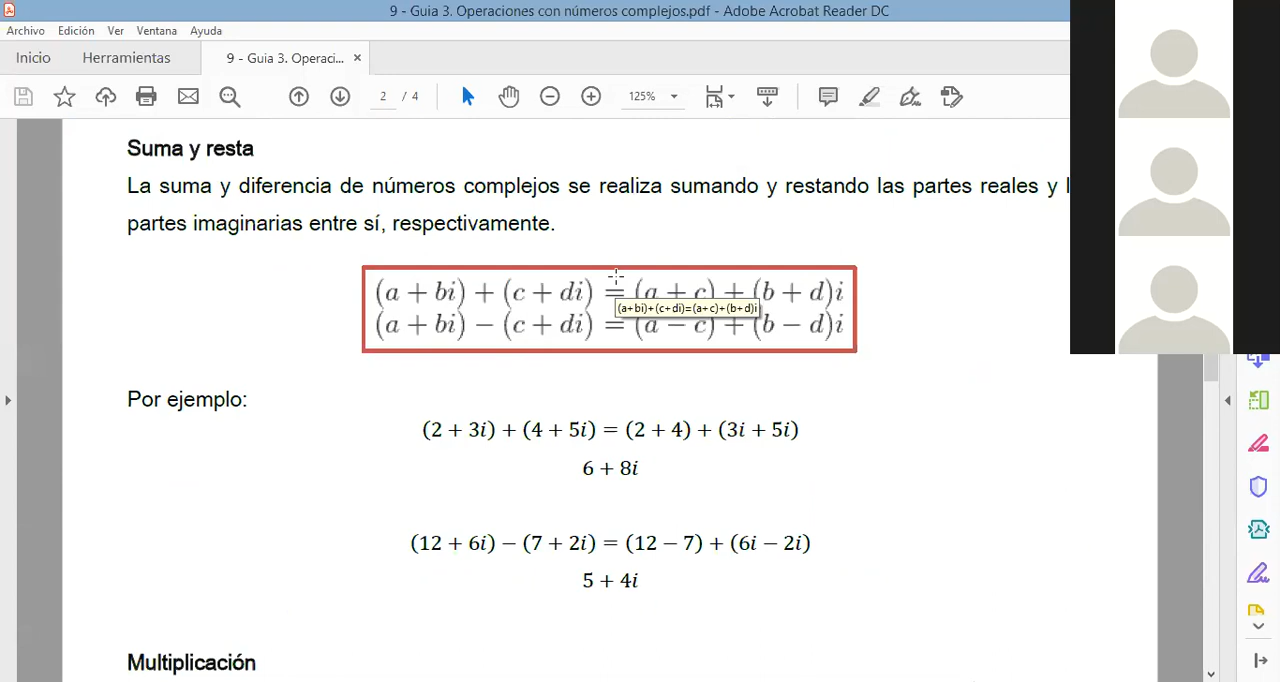 9 - Guia 3. Operaciones con números complejos.pdf - Adobe Acrobat Reader DC
Archivo Edición Ver Ventana Ayuda
Inicio Herramientas 9 - Guia 3. Operaci... ×
2 / 4 125%
Suma y resta
La suma y diferencia de números complejos se realiza sumando y restando las partes reales y
partes imaginarias entre sí, respectivamente.
(a + bi) + (c + di) = (a + c) + (b + d)i
(a+bi)+(c+di)=(a+c)+(b+d)i
(a + bi) − (c + di) = (a − c) + (b − d)i
Por ejemplo:
(2 + 3i) + (4 + 5i) = (2 + 4) + (3i + 5i)
6 + 8i
(12 + 6i) − (7 + 2i) = (12 − 7) + (6i − 2i)
5 + 4i
Multiplicación